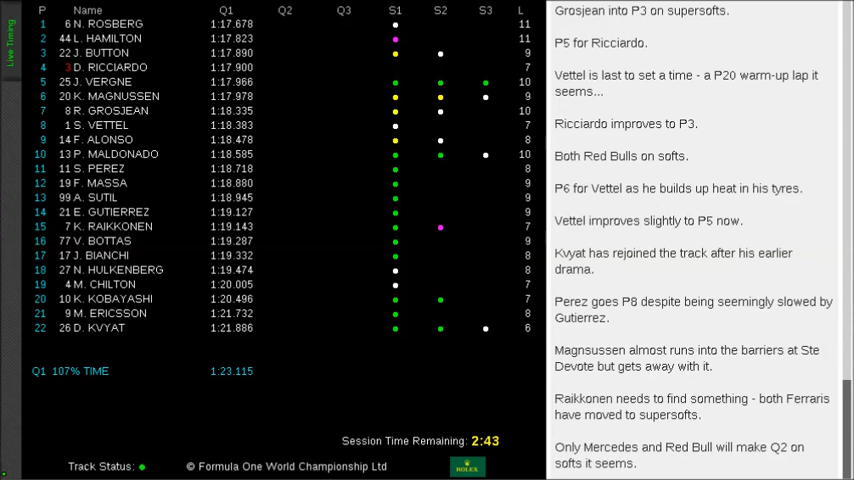 Live Timing
P Name Q1 Q2 Q3 S1 S2 S3 L
1 6 N. ROSBERG 1:17.678 11
2 44 L. HAMILTON 1:17.823 11
3 22 J. BUTTON 1:17.890 9
4 3 D. RICCIARDO 1:17.900 7
5 25 J. VERGNE 1:17.966 10
6 20 K. MAGNUSSEN 1:17.978 9
7 8 R. GROSJEAN 1:18.335 10
8 1 S. VETTEL 1:18.383 7
9 14 F. ALONSO 1:18.478 8
10 13 P. MALDONADO 1:18.585 10
11 11 S. PEREZ 1:18.718 8
12 19 F. MASSA 1:18.880 9
13 99 A. SUTIL 1:18.945 9
14 21 E. GUTIERREZ 1:19.127 9
15 7 K. RAIKKONEN 1:19.143 7
16 77 V. BOTTAS 1:19.287 9
17 17 J. BIANCHI 1:19.332 8
18 27 N. HULKENBERG 1:19.474 8
19 4 M. CHILTON 1:20.005 7
20 10 K. KOBAYASHI 1:20.496 7
21 9 M. ERICSSON 1:21.732 8
22 26 D. KVYAT 1:21.886 6
Q1 107% TIME 1:23.115
Session Time Remaining: 2:43
Track Status: © Formula One World Championship Ltd
ROLEX
Grosjean into P3 on supersofts.
P5 for Ricciardo.
Vettel is last to set a time - a P20 warm-up lap it
seems...
Ricciardo improves to P3.
Both Red Bulls on softs.
P6 for Vettel as he builds up heat in his tyres.
Vettel improves slightly to P5 now.
Kvyat has rejoined the track after his earlier
drama.
Perez goes P8 despite being seemingly slowed by
Gutierrez.
Magnsussen almost runs into the barriers at Ste
Devote but gets away with it.
Raikkonen needs to find something - both Ferraris
have moved to supersofts.
Only Mercedes and Red Bull will make Q2 on
softs it seems.